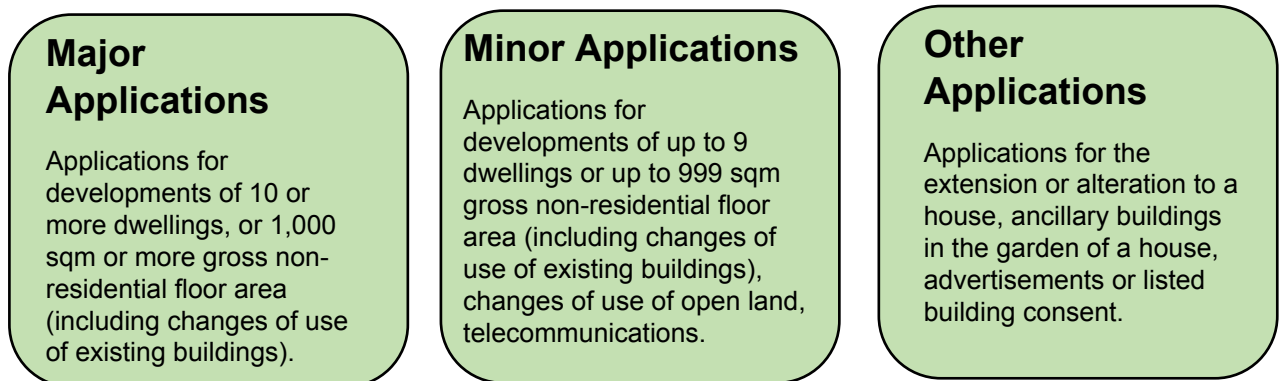 Major
Applications
Applications for
developments of 10 or
more dwellings, or 1,000
sqm or more gross non-
residential floor area
(including changes of use
of existing buildings).
Minor Applications
Applications for
developments of up to 9
dwellings or up to 999 sqm
gross non-residential floor
area (including changes of
use of existing buildings),
changes of use of open land,
telecommunications.
Other
Applications
Applications for the
extension or alteration to a
house, ancillary buildings
in the garden of a house,
advertisements or listed
building consent.